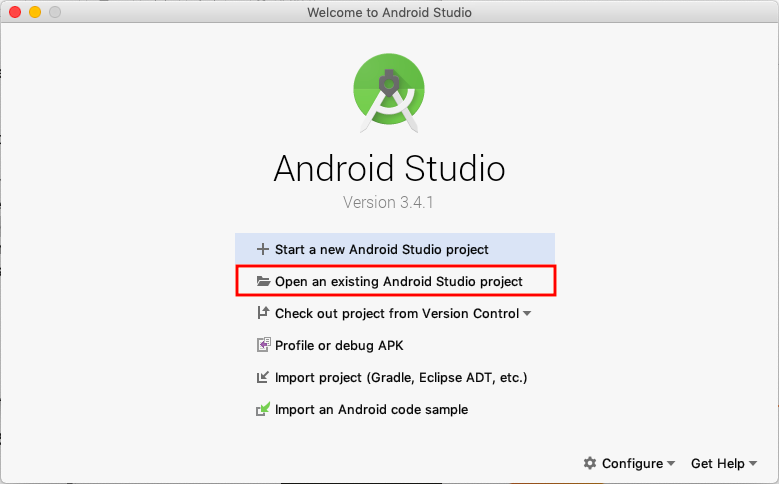 Welcome to Android Studio
Android Studio
Version 3.4.1
Start a new Android Studio project
Open an existing Android Studio project
Check out project from Version Control
Profile or debug APK
Import project (Gradle, Eclipse ADT, etc.)
Import an Android code sample
Configure Get Help